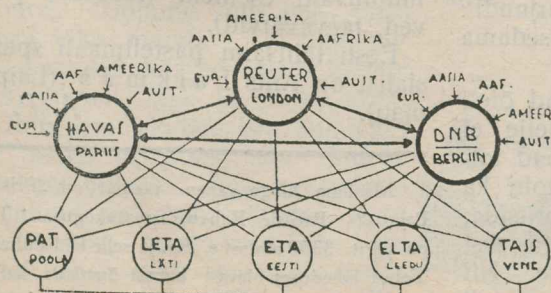 AMEERIKA
AASIA
AAFRIKA
EUR.
AUST.
REUTER
LONDON
AASIA
AAF.
AMEERIKA
EUR.
AUST.
HAVAS
PARIIS
AASIA
AAF.
EUR.
AMEER
AUST
DNB
BERLIIN
PAT
POOLA
LETA
LÄTI
ETA
EESTI
ELTA
LEEDU
TASS
VENE